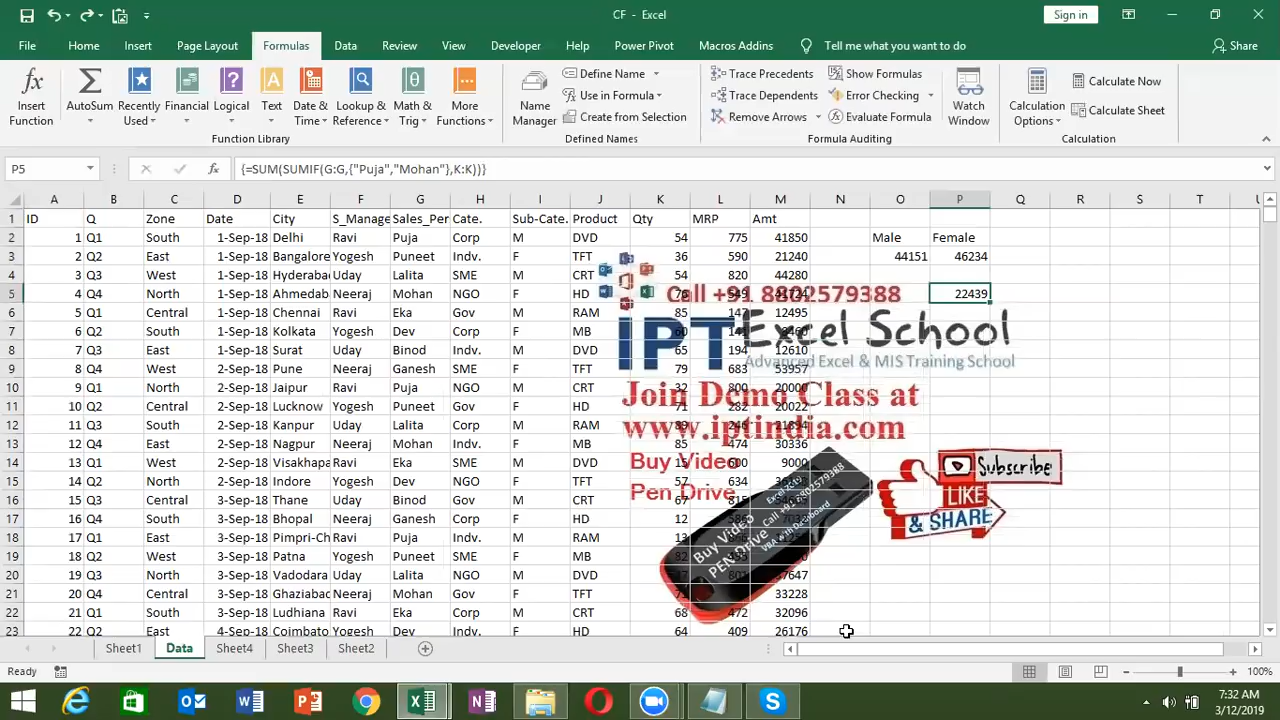 CF - Excel
Sign in
File Home Insert Page Layout Formulas Data Review View Developer Help Power Pivot Macros Addins Tell me what you want to do Share
Insert Function
AutoSum
Recently Used
Financial
Logical
Text
Date & Time
Lookup & Reference
Math & Trig
More Functions
Function Library
Name Manager
Define Name
Use in Formula
Create from Selection
Defined Names
Trace Precedents
Trace Dependents
Remove Arrows
Show Formulas
Error Checking
Evaluate Formula
Formula Auditing
Watch Window
Calculation Options
Calculate Now
Calculate Sheet
Calculation
P5 fx {=SUM(SUMIF(G:G,{"Puja","Mohan"},K:K))}
A B C D E F G H I J K L M N O P Q R S T
1 ID Q Zone Date City S_Manage Sales_Per Cate. Sub-Cate. Product Qty MRP Amt
2 1 Q1 South 1-Sep-18 Delhi Ravi Puja Corp M DVD 54 775 41850 Male Female
3 2 Q2 East 1-Sep-18 Bangalore Yogesh Puneet Indv. F TFT 36 590 21240 44151 46234
4 3 Q3 West 1-Sep-18 Hyderaba Uday Lalita SME M CRT 54 820 44280
5 4 Q4 North 1-Sep-18 Ahmedab Neeraj Mohan NGO F HD 22439
6 5 Q1 Central 1-Sep-18 Chennai Ravi Eka Gov M RAM 85 147 12495
7 6 Q2 South 1-Sep-18 Kolkata Yogesh Dev Corp F MB 60
8 7 Q3 East 1-Sep-18 Surat Uday Binod Indv. M DVD 65 194 12610
9 8 Q4 West 2-Sep-18 Pune Neeraj Ganesh SME F TFT 79 683 53957
10 9 Q1 North 2-Sep-18 Jaipur Ravi Puja NGO M CRT 32 800
11 10 Q2 Central 2-Sep-18 Lucknow Yogesh Puneet Gov F HD 71 282 20022
12 11 Q3 South 2-Sep-18 Kanpur Uday Lalita Corp M RAM 89 246 21894
13 12 Q4 East 2-Sep-18 Nagpur Neeraj Mohan Indv. F MB 85 474 30336
14 13 Q1 West 2-Sep-18 Visakhapa Ravi Eka SME M DVD 15 600 9000
15 14 Q2 North 2-Sep-18 Indore Yogesh Dev NGO F TFT 57 634
16 15 Q3 Central 3-Sep-18 Thane Uday Binod Gov M CRT 67
17 16 Q4 South 3-Sep-18 Bhopal Neeraj Ganesh Corp F HD 12
18 17 Q1 East 3-Sep-18 Pimpri-Ch Ravi Puja Indv. M RAM 13
19 18 Q2 West 3-Sep-18 Patna Yogesh Puneet SME F MB 82
20 19 Q3 North 3-Sep-18 Vadodara Uday Lalita NGO M DVD
21 20 Q4 Central 3-Sep-18 Ghaziabad Neeraj Mohan Gov F TFT 33228
22 21 Q1 South 3-Sep-18 Ludhiana Ravi Eka Corp M CRT 68 472 32096
23 22 Q2 East 4-Sep-18 Coimbato Yogesh Dev Indv. F HD 64 409 26176
Call +91 8802579388
IPT Excel School
Advanced Excel & MIS Training School
Join Demo Class at
www.iptindia.com
Buy Video
Pen Drive
Buy Video
PEN Drive
Call +91 8802579388
VBA With Dashboard
Subscribe
LIKE
& SHARE
Sheet1 Data Sheet4 Sheet3 Sheet2
Ready 100%
7:32 AM
3/12/2019